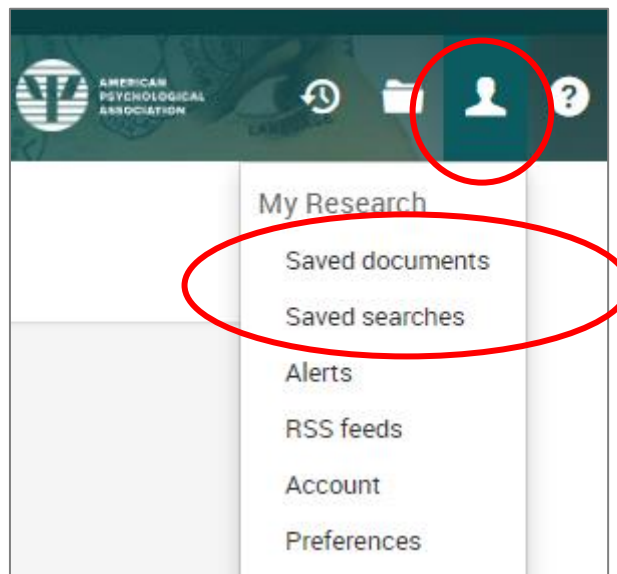 AMERICAN
PSYCHOLOGICAL
ASSOCIATION
?
My Research
Saved documents
Saved searches
Alerts
RSS feeds
Account
Preferences